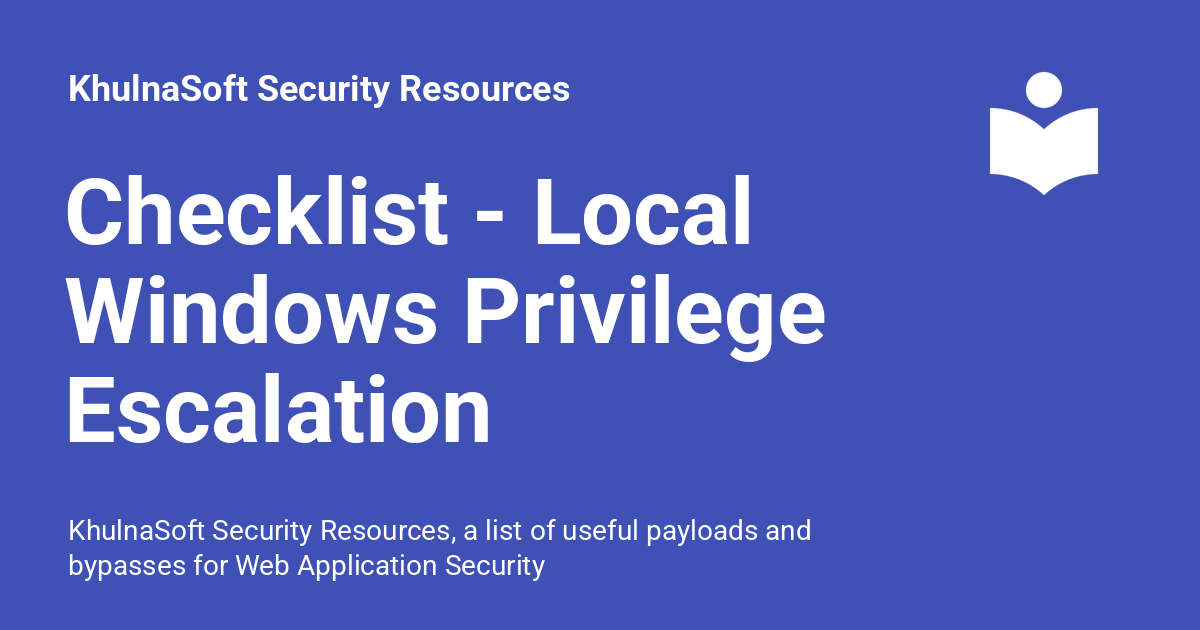 KhulnaSoft Security Resources
Checklist - Local
Windows Privilege
Escalation
KhulnaSoft Security Resources, a list of useful payloads and
bypasses for Web Application Security